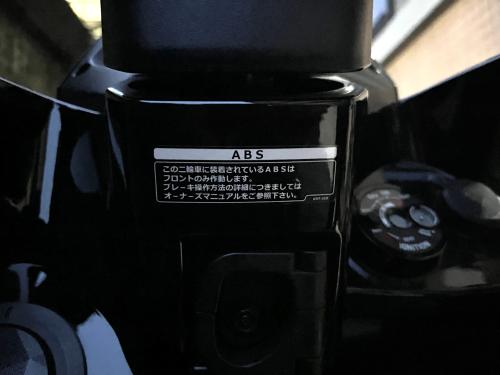 ABS
この二輪車に装着されているABSは
フロントのみ作動します。
ブレーキ操作方法の詳細につきましては
オーナーズマニュアルをご参照下さい。
IGNITION